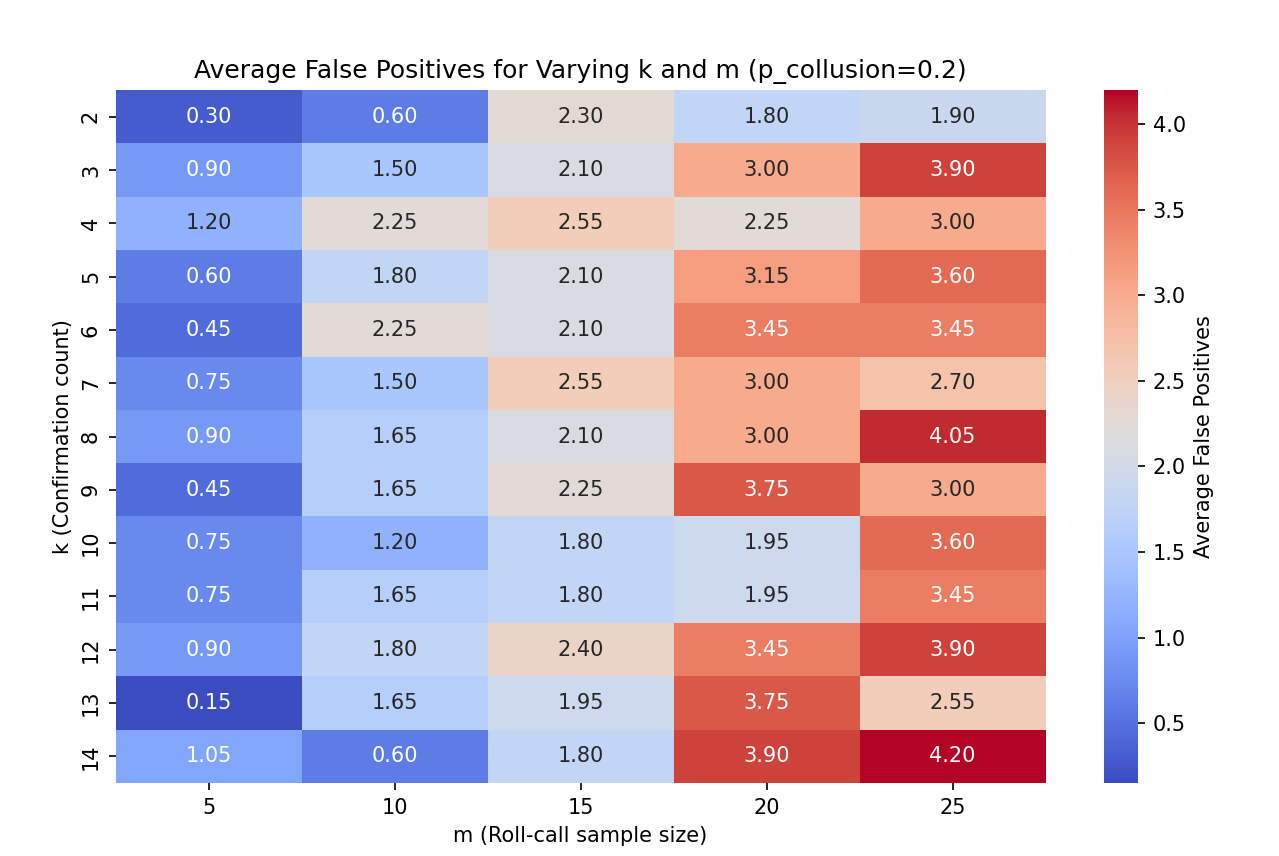 Average False Positives for Varying k and m (p_collusion=0.2)
k (Confirmation count)
2 0.30 0.60 2.30 1.80 1.90
3 0.90 1.50 2.10 3.00 3.90
4 1.20 2.25 2.55 2.25 3.00
5 0.60 1.80 2.10 3.15 3.60
6 0.45 2.25 2.10 3.45 3.45
7 0.75 1.50 2.55 3.00 2.70
8 0.90 1.65 2.10 3.00 4.05
9 0.45 1.65 2.25 3.75 3.00
10 0.75 1.20 1.80 1.95 3.60
11 0.75 1.65 1.80 1.95 3.45
12 0.90 1.80 2.40 3.45 3.90
13 0.15 1.65 1.95 3.75 2.55
14 1.05 0.60 1.80 3.90 4.20
5 10 15 20 25
m (Roll-call sample size)
4.0
3.5
3.0
2.5
2.0
1.5
1.0
0.5
Average False Positives